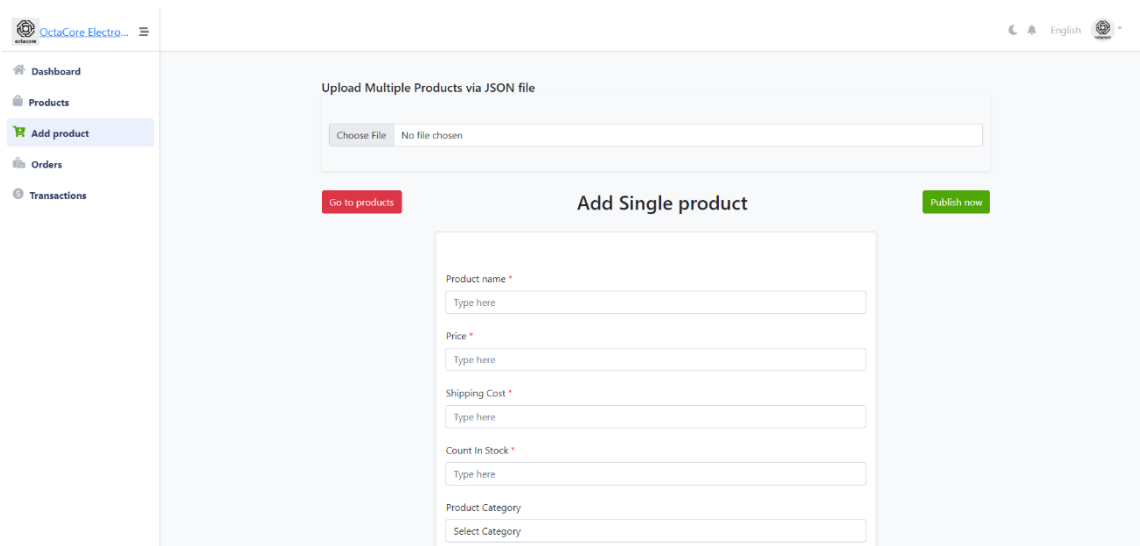 OctaCore Electro...
English
Dashboard
Products
Add product
Orders
Transactions
Upload Multiple Products via JSON file
Choose File No file chosen
Go to products
Add Single product
Publish now
Product name *
Type here
Price *
Type here
Shipping Cost *
Type here
Count In Stock *
Type here
Product Category
Select Category